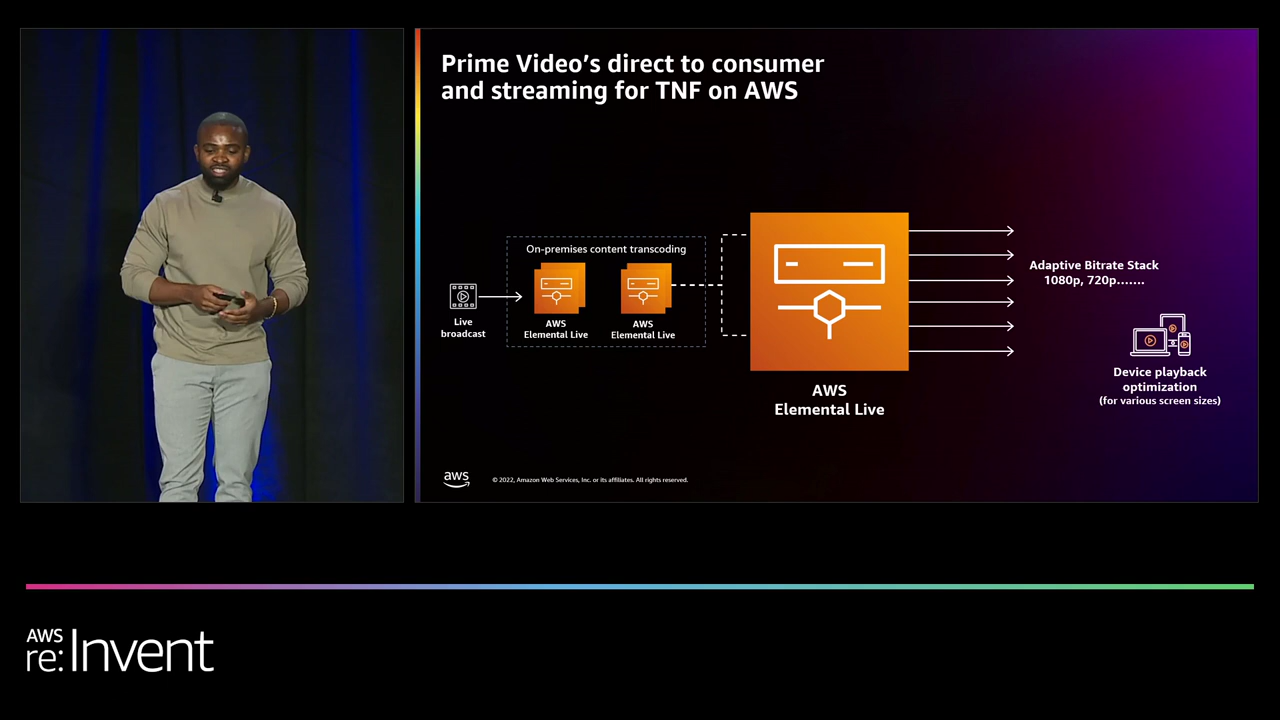 Prime Video's direct to consumer
and streaming for TNF on AWS
On-premises content transcoding
Live
broadcast
AWS
Elemental Live
AWS
Elemental Live
AWS
Elemental Live
Adaptive Bitrate Stack
1080p, 720p.......
Device playback
optimization
(for various screen sizes)
aws
© 2022, Amazon Web Services, Inc. or its affiliates. All rights reserved.
AWS
re:Invent